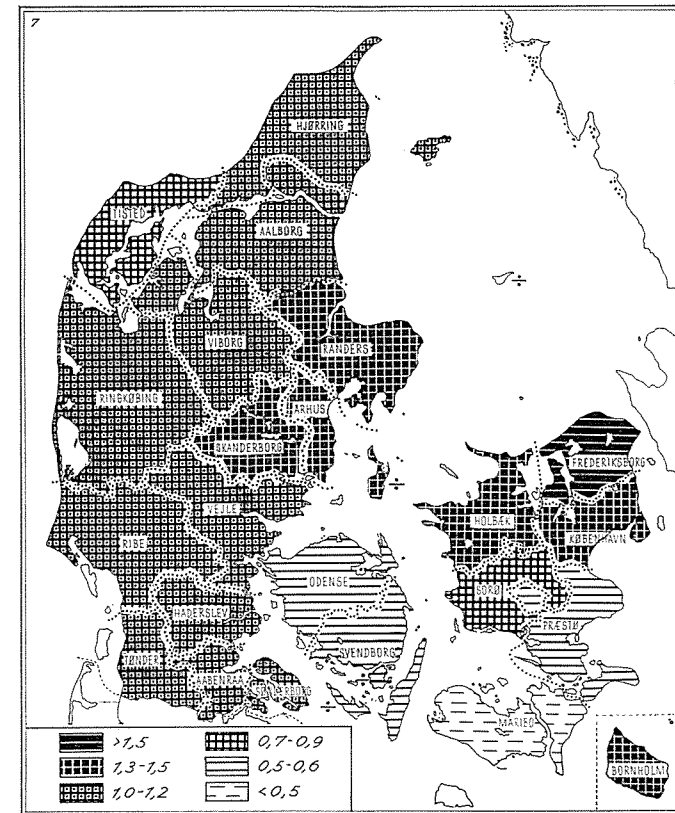 7
HJØRRING
TISTED
AALBORG
VIBORG
RANDERS
RINGKØBING
ÅRHUS
SKANDERBORG
FREDERIKSBORG
VEJLE
HOLBÆK
KØBENHAVN
RIBE
ODENSE
SORØ
HADERSLEV
PRÆSTØ
TØNDER
SVENDBORG
AABENRAA
SØNDERBORG
MARIBO
BORNHOLM
>1,5
1,3-1,5
1,0-1,2
0,7-0,9
0,5-0,6
<0,5